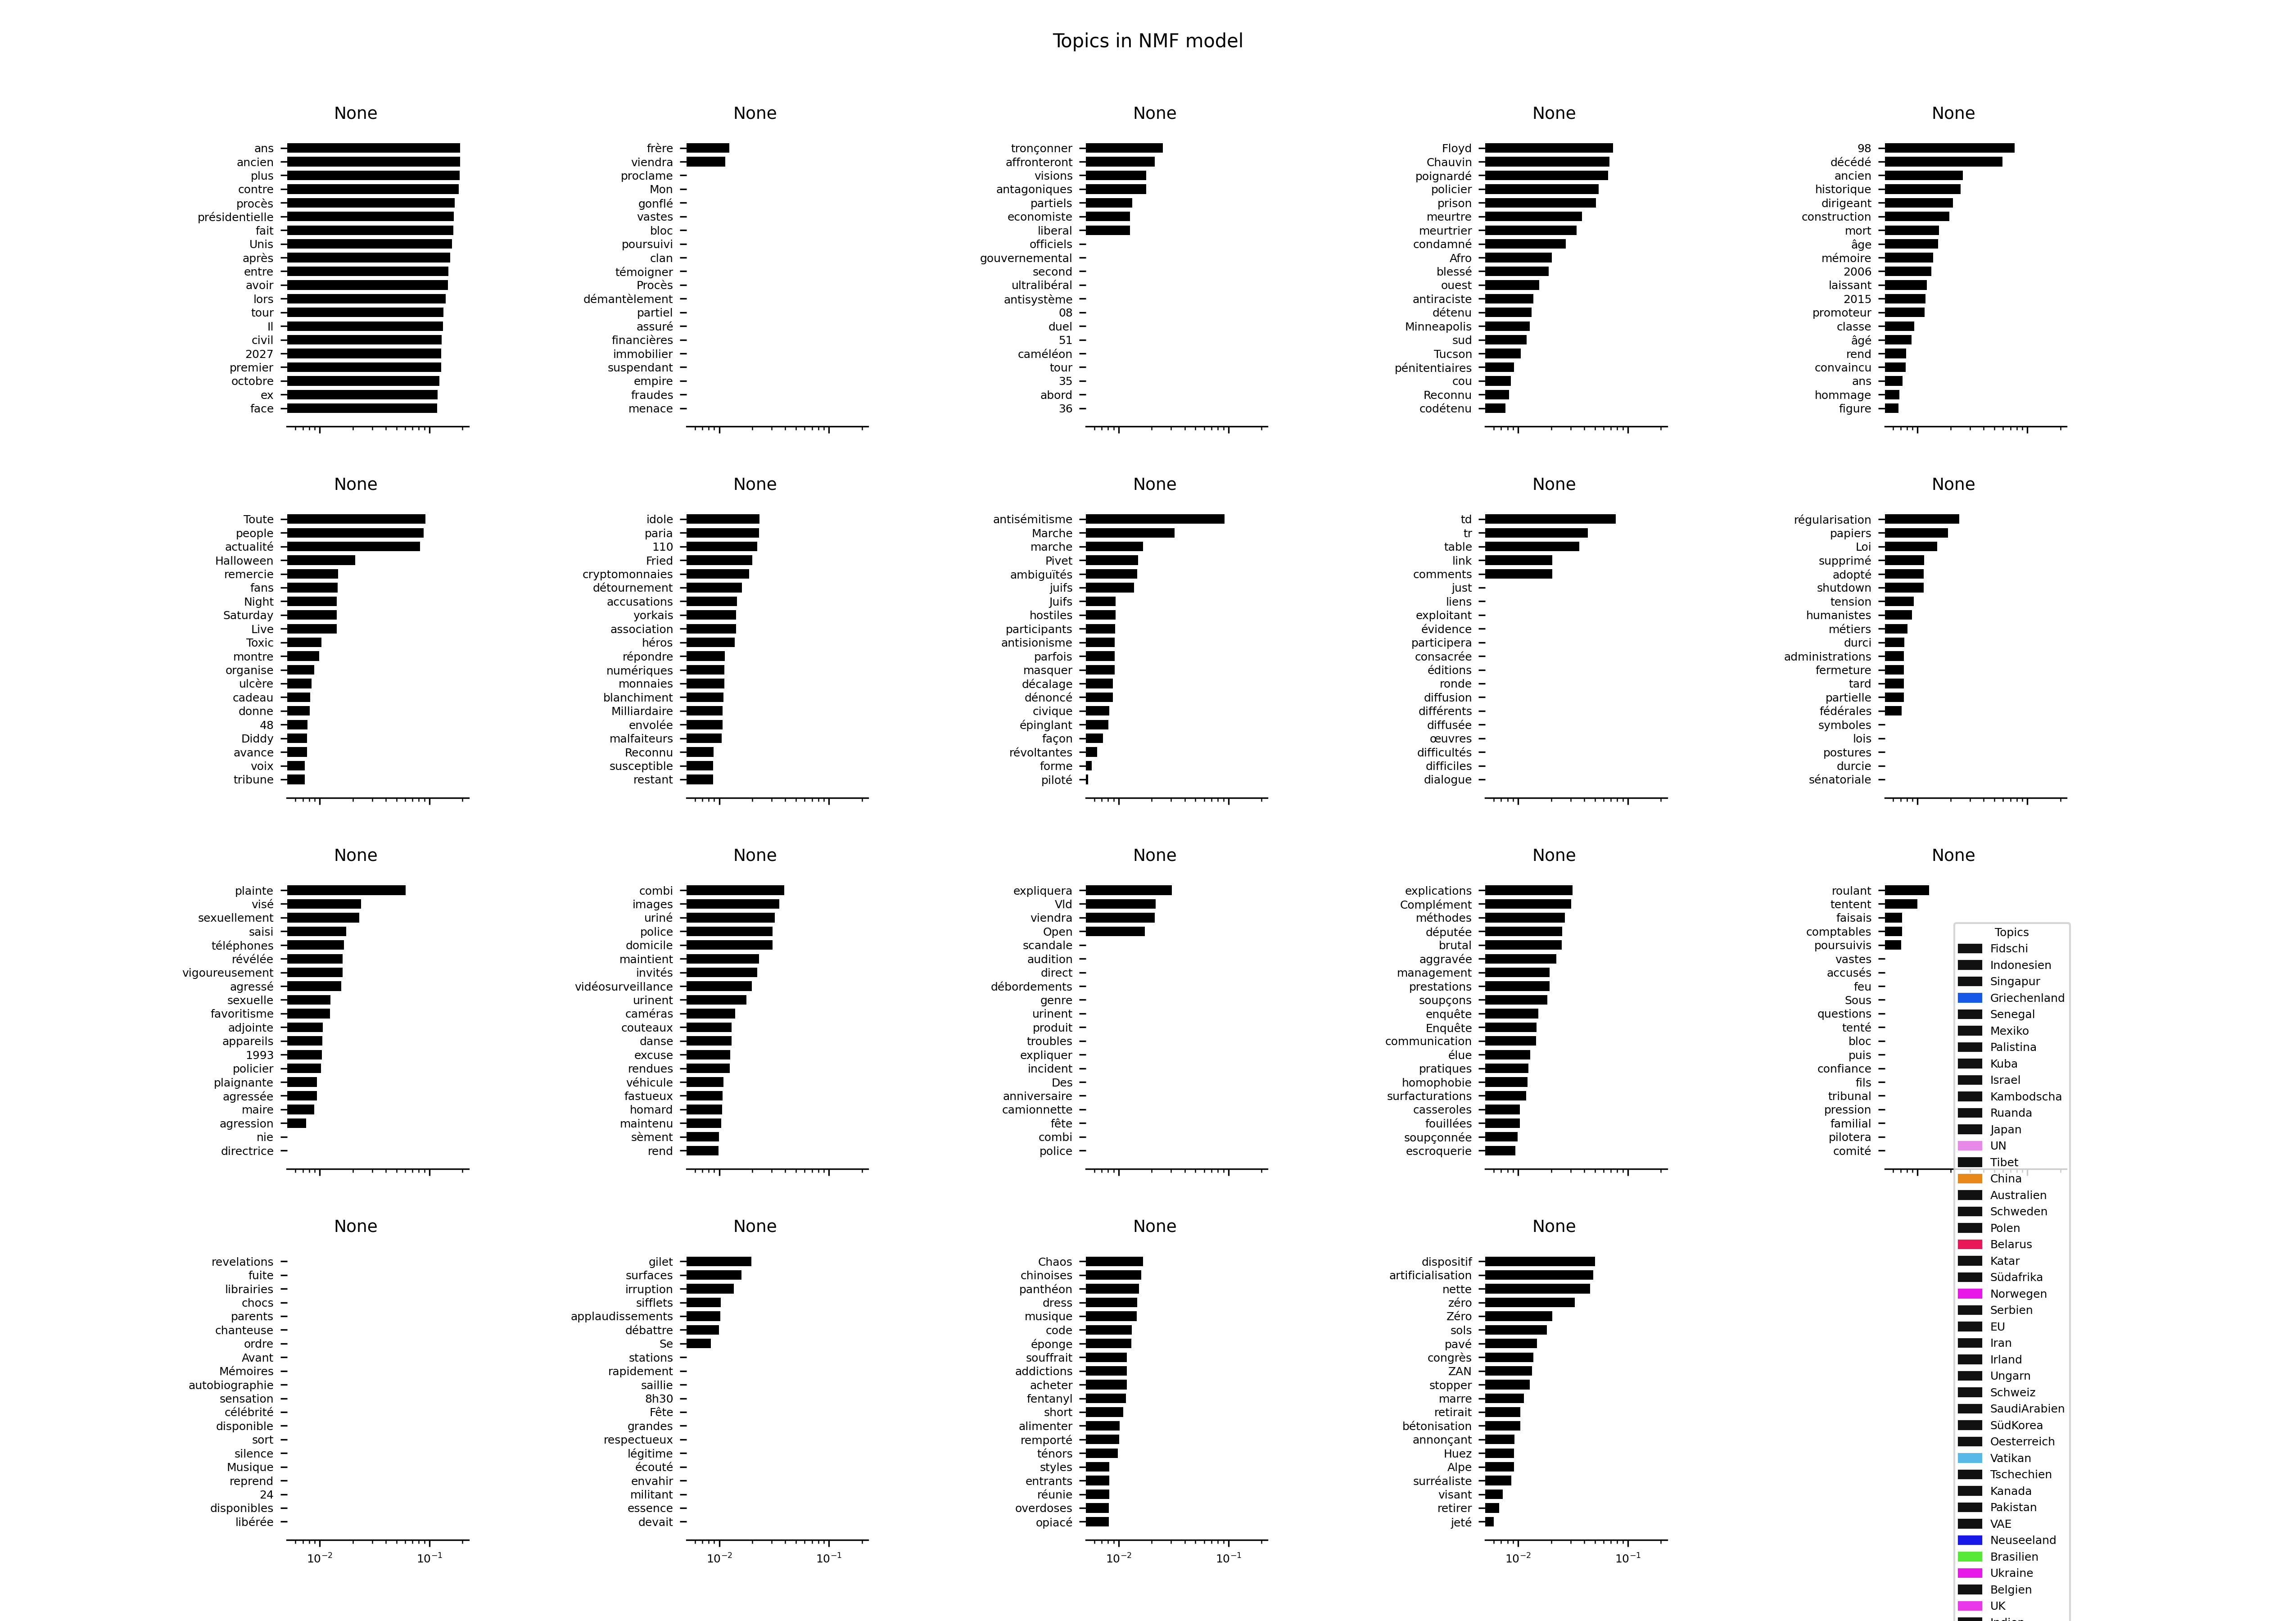 Topics in NMF model
None
ans
ancien
plus
contre
procès
présidentielle
fait
Unis
après
entre
avoir
lors
tour
Il
civil
2027
premier
octobre
ex
face
None
frère
viendra
proclame
Mon
gonflé
vastes
bloc
poursuivi
clan
témoigner
Procès
démantèlement
partiel
assuré
financières
immobilier
suspendant
empire
fraudes
menace
None
tronçonner
affronteront
visions
antagoniques
partiels
economiste
liberal
officiels
gouvernemental
second
ultralibéral
antisystème
08
duel
51
caméléon
tour
35
abord
36
None
Floyd
Chauvin
poignardé
policier
prison
meurtre
meurtrier
condamné
Afro
blessé
ouest
antiraciste
détenu
Minneapolis
sud
Tucson
pénitentiaires
cou
Reconnu
codétenu
None
98
décédé
ancien
historique
dirigeant
construction
mort
âge
mémoire
2006
laissant
2015
promoteur
classe
âgé
rend
convaincu
ans
hommage
figure
None
Toute
people
actualité
Halloween
remercie
fans
Night
Saturday
Live
Toxic
montre
organise
ulcère
cadeau
donne
48
Diddy
avance
voix
tribune
None
idole
paria
110
Fried
cryptomonnaies
détournement
accusations
yorkais
association
héros
répondre
numériques
monnaies
blanchiment
Milliardaire
envolée
malfaiteurs
Reconnu
susceptible
restant
None
antisémitisme
Marche
marche
Pivet
ambiguïtés
juifs
Juifs
hostiles
participants
antisionisme
parfois
masquer
décalage
dénoncé
civique
épinglant
façon
révoltantes
forme
piloté
None
td
tr
table
link
comments
just
liens
exploitant
évidence
participera
consacrée
éditions
ronde
diffusion
différents
diffusée
œuvres
difficultés
difficiles
dialogue
None
régularisation
papiers
Loi
supprimé
adopté
shutdown
tension
humanistes
métiers
durci
administrations
fermeture
tard
partielle
fédérales
symboles
lois
postures
durcie
sénatoriale
None
plainte
visé
sexuellement
saisi
téléphones
révélée
vigoureusement
agressé
sexuelle
favoritisme
adjointe
appareils
1993
policier
plaignante
agressée
maire
agression
nie
directrice
None
combi
images
uriné
police
domicile
maintient
invités
vidéosurveillance
urinent
caméras
couteaux
danse
excuse
rendues
véhicule
fastueux
homard
maintenu
sèment
rend
None
expliquera
Vld
viendra
Open
scandale
audition
direct
débordements
genre
urinent
produit
troubles
expliquer
incident
Des
anniversaire
camionnette
fête
combi
police
None
explications
Complément
méthodes
députée
brutal
aggravée
management
prestations
soupçons
enquête
Enquête
communication
élue
pratiques
homophobie
surfacturations
casseroles
fouillées
soupçonnée
escroquerie
None
roulant
tentent
faisais
comptables
poursuivis
vastes
accusés
feu
Sous
questions
tenté
bloc
puis
confiance
fils
tribunal
pression
familial
pilotera
comité
None
revelations
fuite
librairies
chocs
parents
chanteuse
ordre
Avant
Mémoires
autobiographie
sensation
célébrité
disponible
sort
silence
Musique
reprend
24
disponibles
libérée
10⁻² 10⁻¹
None
gilet
surfaces
irruption
sifflets
applaudissements
débattre
Se
stations
rapidement
saillie
8h30
Fête
grandes
respectueux
légitime
écouté
envahir
militant
essence
devait
10⁻² 10⁻¹
None
Chaos
chinoises
panthéon
dress
musique
code
éponge
souffrait
addictions
acheter
fentanyl
short
alimenter
remporté
ténors
styles
entrants
réunie
overdoses
opiacé
10⁻² 10⁻¹
None
dispositif
artificialisation
nette
zéro
Zéro
sols
pavé
congrès
ZAN
stopper
marre
retirait
bétonisation
annonçant
Huez
Alpe
surréaliste
visant
retirer
jeté
10⁻² 10⁻¹
Topics
Fidschi
Indonesien
Singapur
Griechenland
Senegal
Mexiko
Palistina
Kuba
Israel
Kambodscha
Ruanda
Japan
UN
Tibet
China
Australien
Schweden
Polen
Belarus
Katar
Südafrika
Norwegen
Serbien
EU
Iran
Irland
Ungarn
Schweiz
SaudiArabien
SüdKorea
Oesterreich
Vatikan
Tschechien
Kanada
Pakistan
VAE
Neuseeland
Brasilien
Ukraine
Belgien
UK